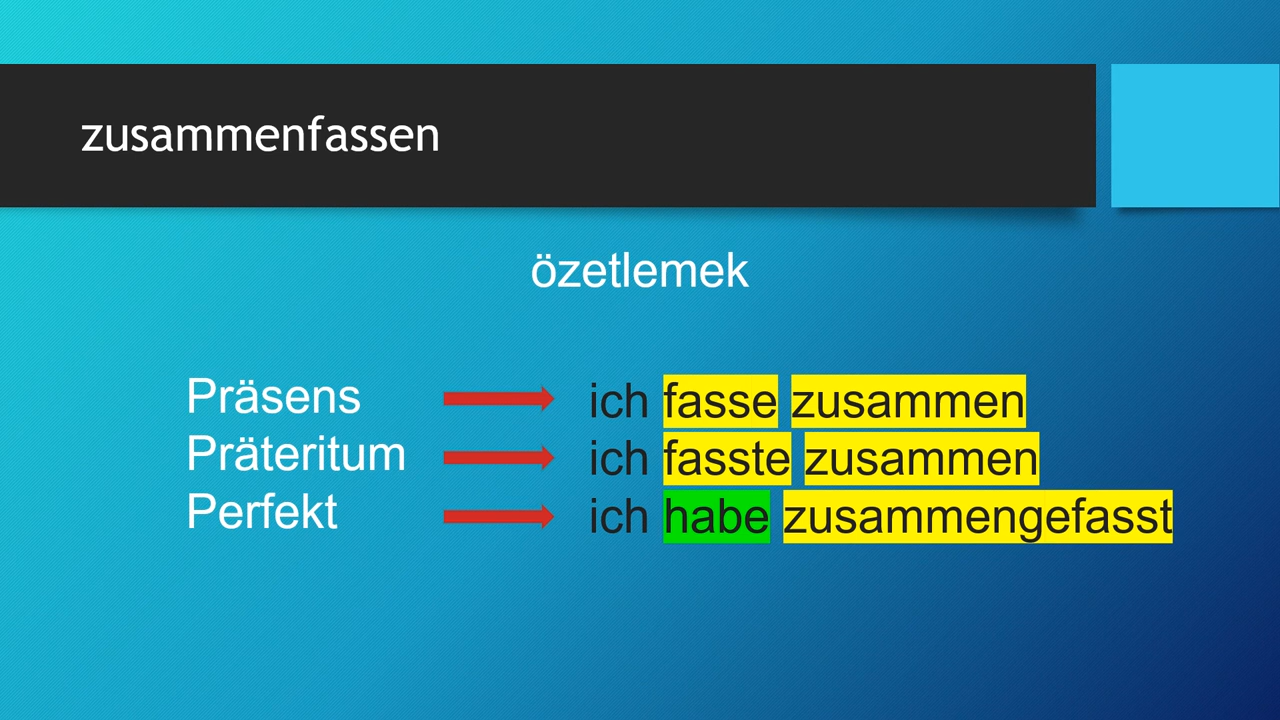 zusammenfassen
özetlemek
Präsens ich fasse zusammen
Präteritum ich fasste zusammen
Perfekt ich habe zusammengefasst